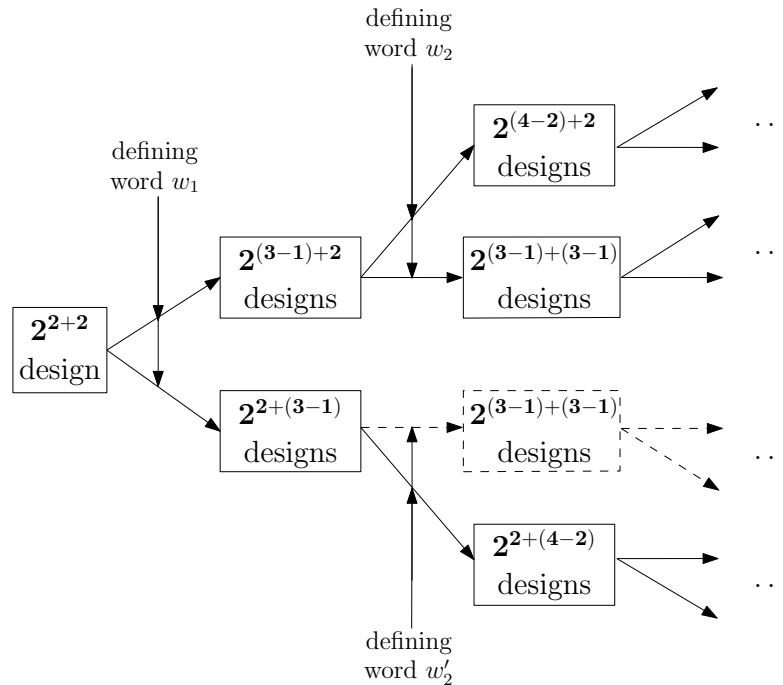 defining
word w₂
2^{(4−2)+2}
designs
. .
defining
word w₁
2^{(3−1)+2}
designs
2^{(3−1)+(3−1)}
designs
. .
2^{2+2}
design
2^{2+(3−1)}
designs
2^{(3−1)+(3−1)}
designs
. .
2^{2+(4−2)}
designs
. .
defining
word w′₂